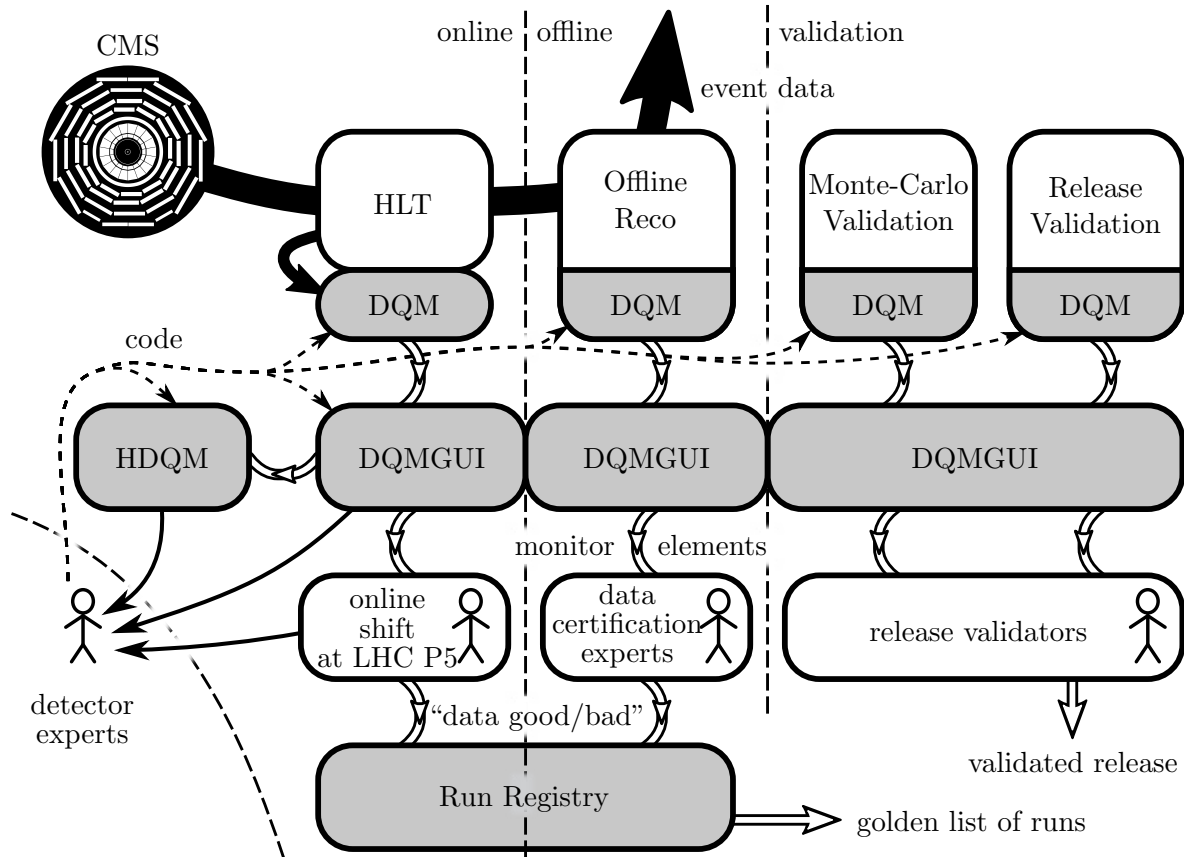 online
offline
validation
CMS
event data
HLT
Offline
Reco
Monte-Carlo
Validation
Release
Validation
DQM
DQM
DQM
DQM
code
HDQM
DQMGUI
DQMGUI
DQMGUI
monitor
elements
online
shift
at LHC P5
data
certification
experts
release validators
detector
experts
“data good/bad”
validated release
Run Registry
golden list of runs